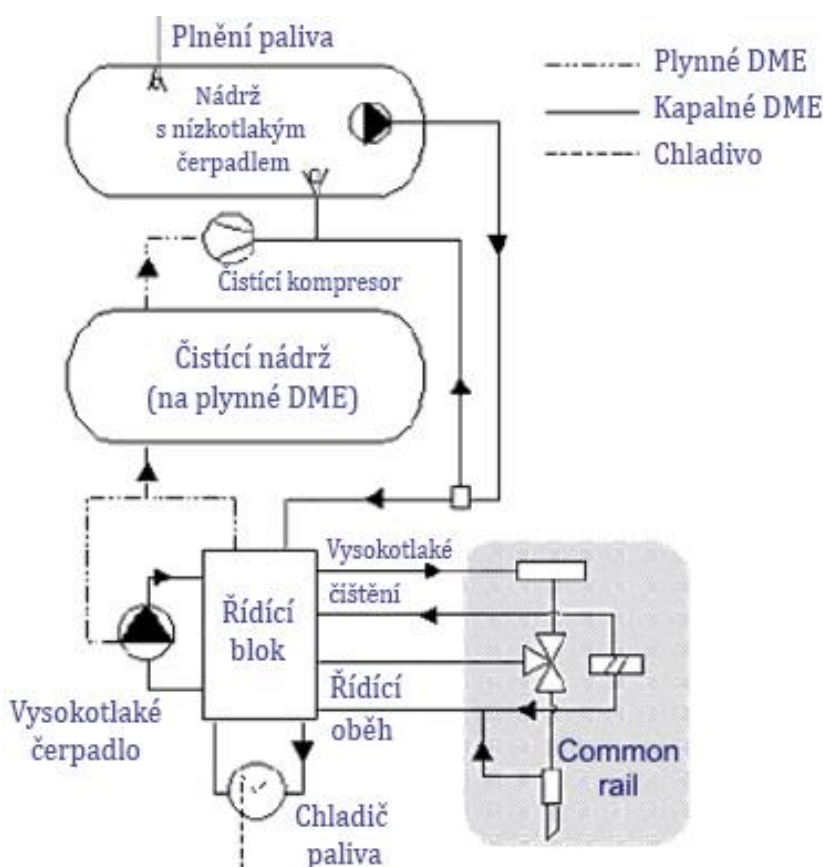 Plnění paliva
Nádrž
s nízkotlakým
čerpadlem
Plynné DME
Kapalné DME
Chladivo
Čistící kompresor
Čistící nádrž
(na plynné DME)
Vysokotlaké
čištění
Řídící
blok
Řídící
oběh
Vysokotlaké
čerpadlo
Chladič
paliva
Common
rail